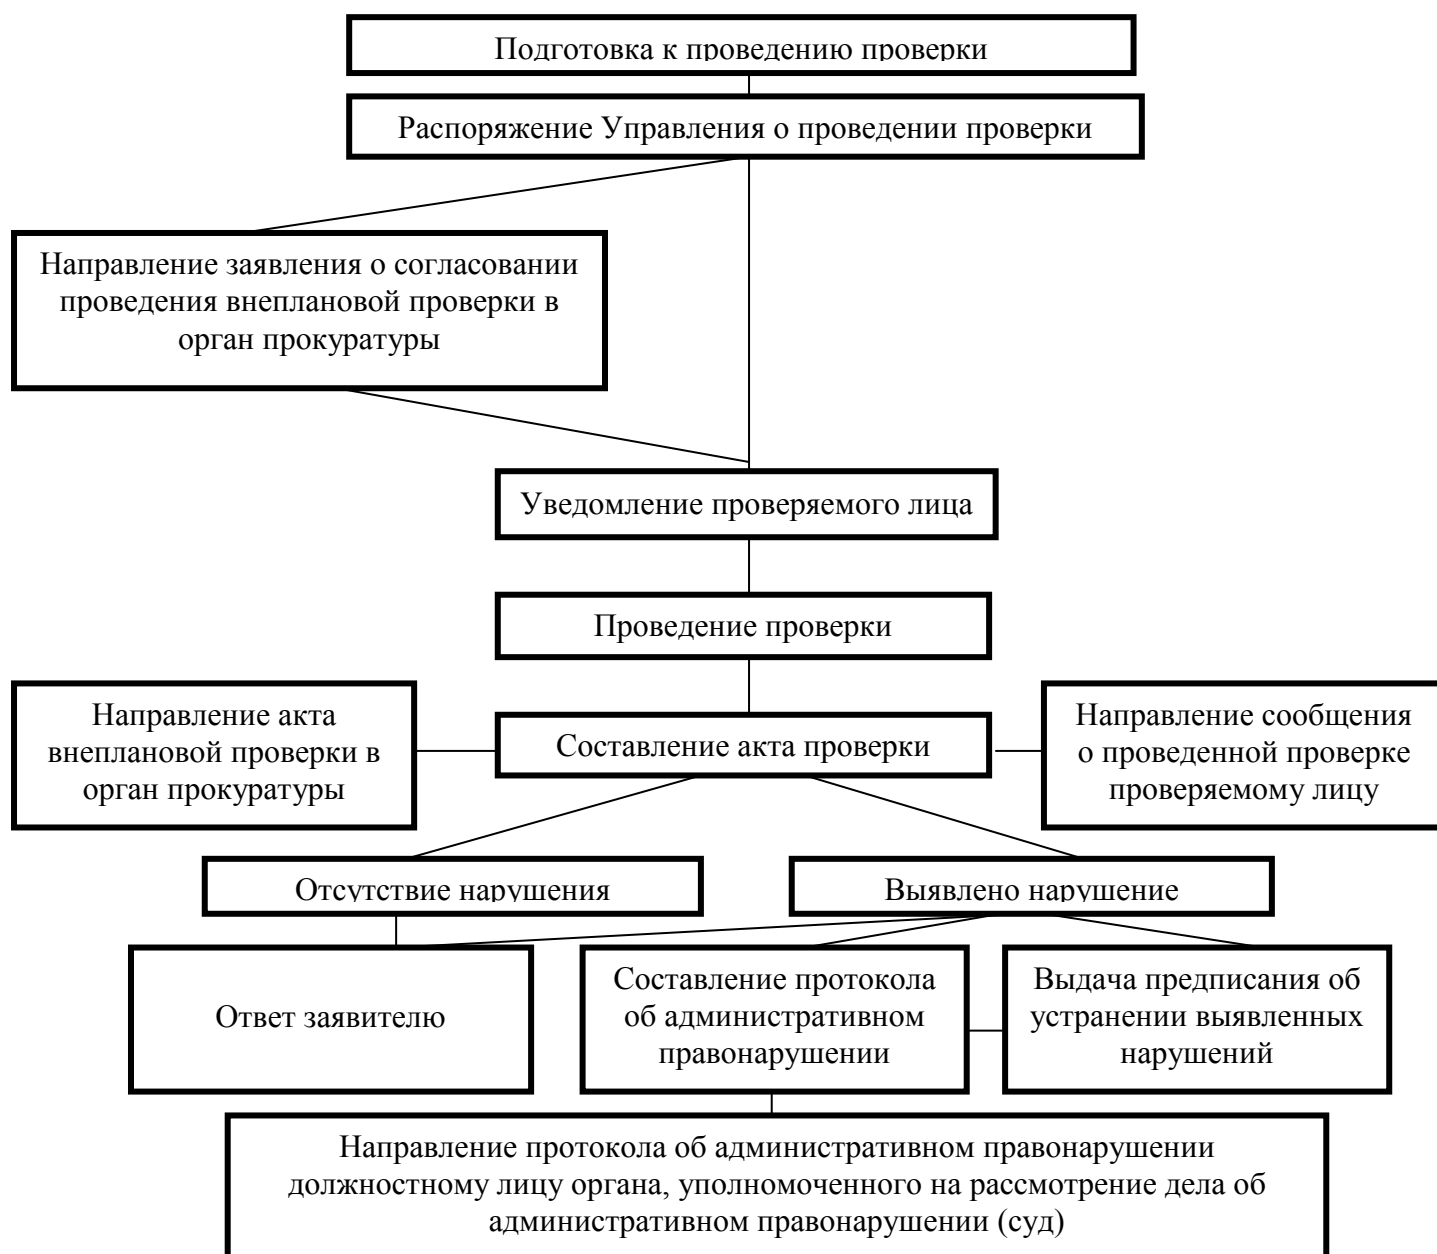 Подготовка к проведению проверки
Распоряжение Управления о проведении проверки
Направление заявления о согласовании
проведения внеплановой проверки в
орган прокуратуры
Уведомление проверяемого лица
Проведение проверки
Направление акта
внеплановой проверки в
орган прокуратуры
Составление акта проверки
Направление сообщения
о проведенной проверке
проверяемому лицу
Отсутствие нарушения
Выявлено нарушение
Ответ заявителю
Составление протокола
об административном
правонарушении
Выдача предписания об
устранении выявленных
нарушений
Направление протокола об административном правонарушении
должностному лицу органа, уполномоченного на рассмотрение дела об
административном правонарушении (суд)